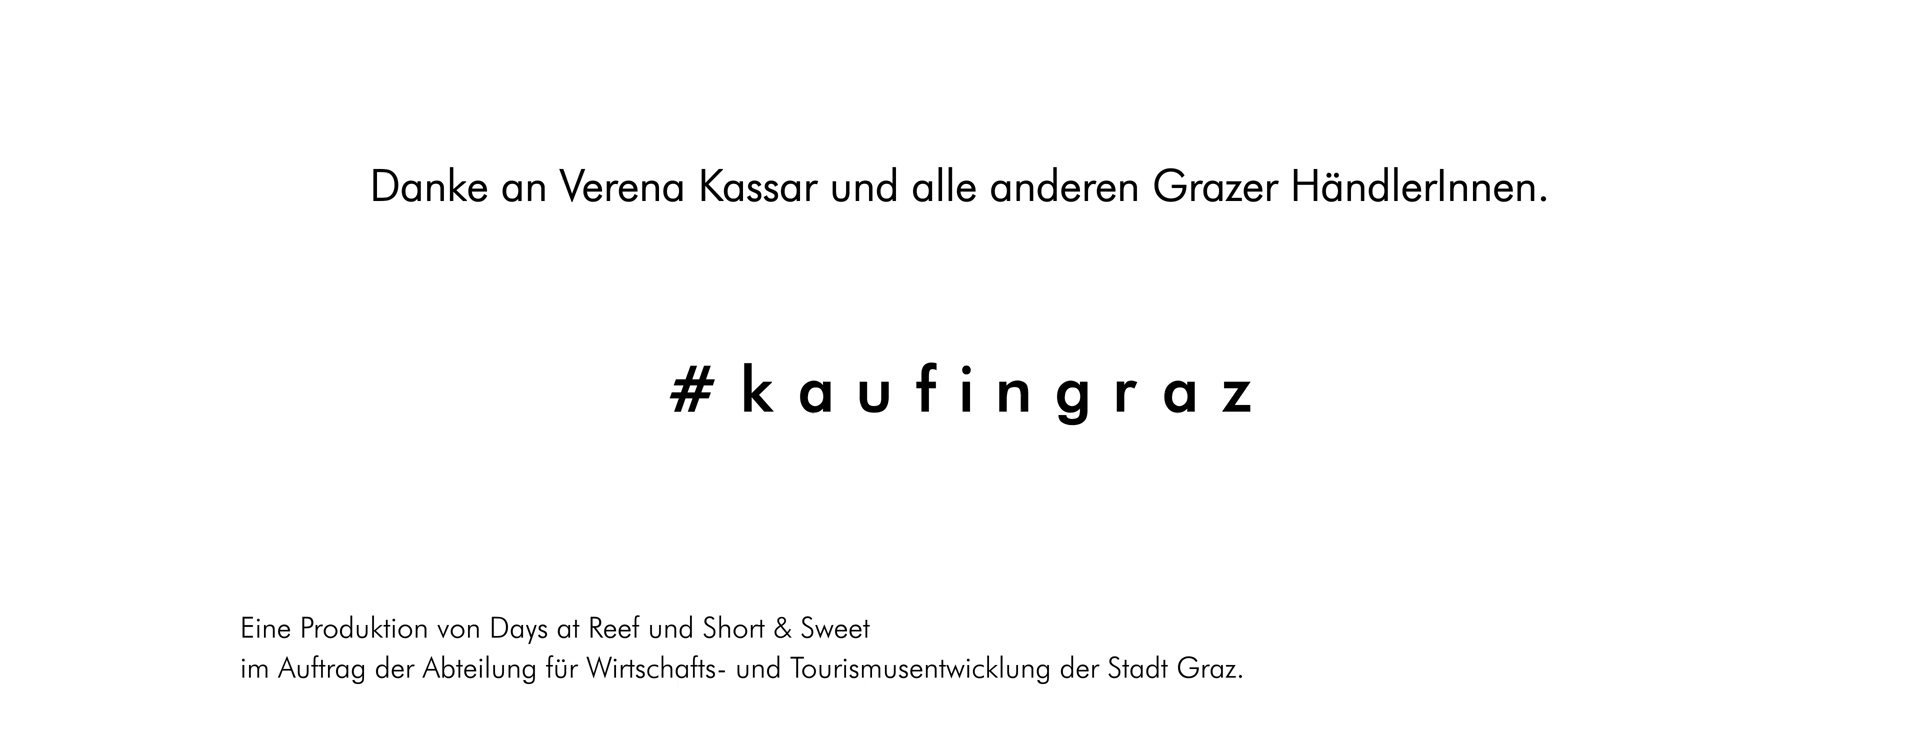 Danke an Verena Kassar und alle anderen Grazer HändlerInnen.
#kaufingraz
Eine Produktion von Days at Reef und Short & Sweet
im Auftrag der Abteilung für Wirtschafts- und Tourismusentwicklung der Stadt Graz.